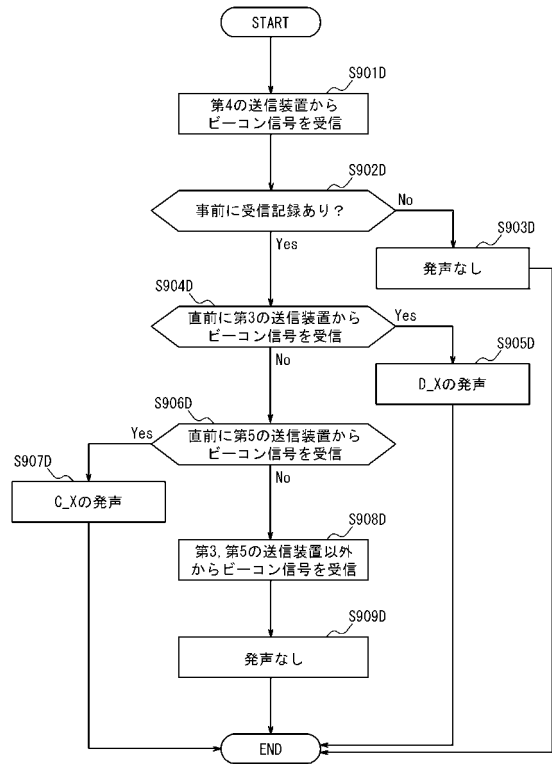 START
S901D
第4の送信装置から
ビーコン信号を受信
S902D
事前に受信記録あり？
No
Yes
S903D
発声なし
S904D
直前に第3の送信装置から
ビーコン信号を受信
Yes
No
S905D
D_Xの発声
S906D
直前に第5の送信装置から
ビーコン信号を受信
Yes
No
S907D
C_Xの発声
S908D
第3,第5の送信装置以外
からビーコン信号を受信
S909D
発声なし
END